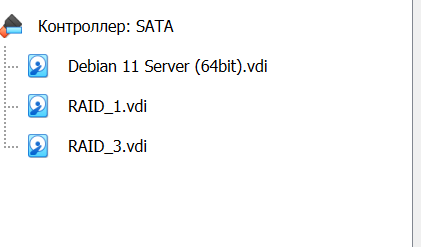 Контроллер: SATA
Debian 11 Server (64bit).vdi
RAID_1.vdi
RAID_3.vdi